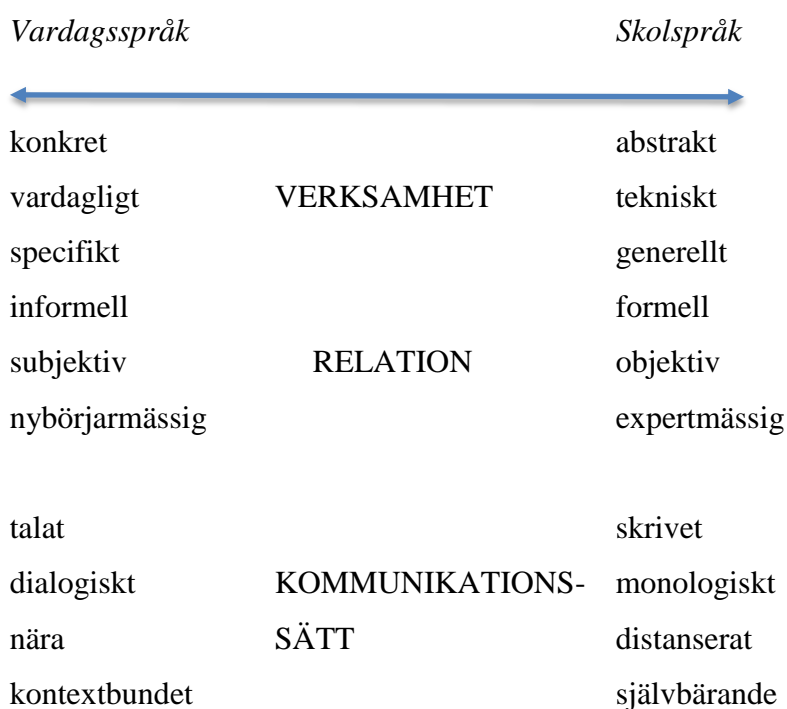 Vardagsspråk Skolspråk
konkret abstrakt
vardagligt VERKSAMHET tekniskt
specifikt generellt
informell formell
subjektiv RELATION objektiv
nybörjarmässig expertmässig
talat skrivet
dialogiskt KOMMUNIKATIONS- monologiskt
nära SÄTT distanserat
kontextbundet självbärande